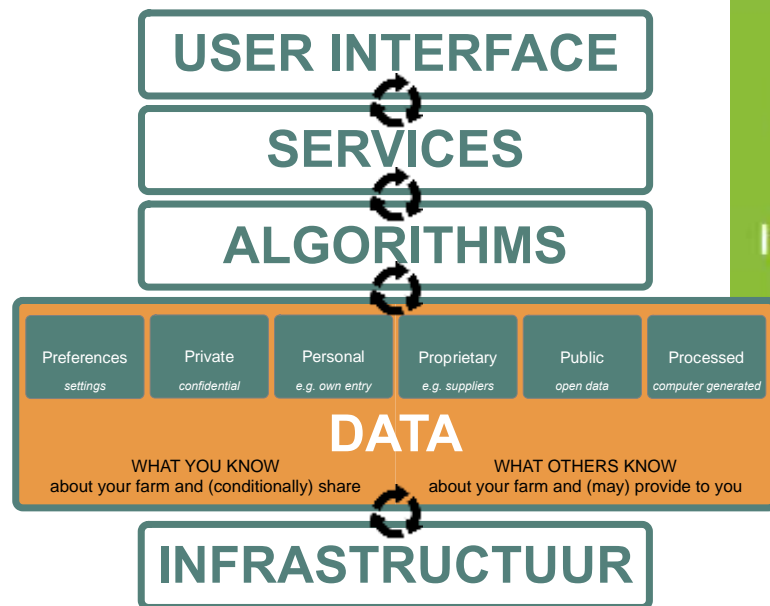 USER INTERFACE
SERVICES
ALGORITHMS
Preferences
settings
Private
confidential
Personal
e.g. own entry
Proprietary
e.g. suppliers
Public
open data
Processed
computer generated
DATA
WHAT YOU KNOW
about your farm and (conditionally) share
WHAT OTHERS KNOW
about your farm and (may) provide to you
INFRASTRUCTUUR